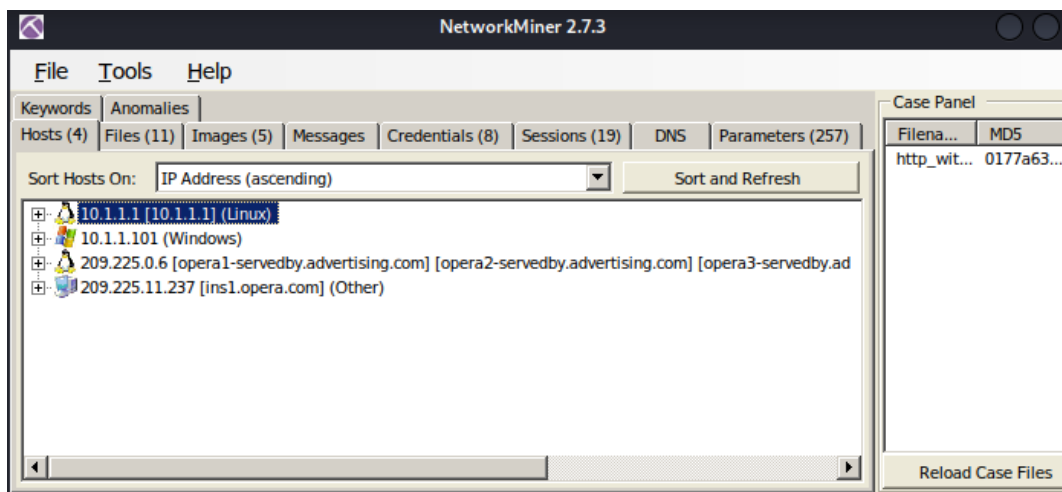 NetworkMiner 2.7.3
File Tools Help
Keywords Anomalies
Hosts (4) Files (11) Images (5) Messages Credentials (8) Sessions (19) DNS Parameters (257)
Sort Hosts On: IP Address (ascending) Sort and Refresh
10.1.1.1 [10.1.1.1] (Linux)
10.1.1.101 (Windows)
209.225.0.6 [opera1-servedby.advertising.com] [opera2-servedby.advertising.com] [opera3-servedby.ad
209.225.11.237 [ins1.opera.com] (Other)
Case Panel
Filena... MD5
http_wit... 0177a63...
Reload Case Files